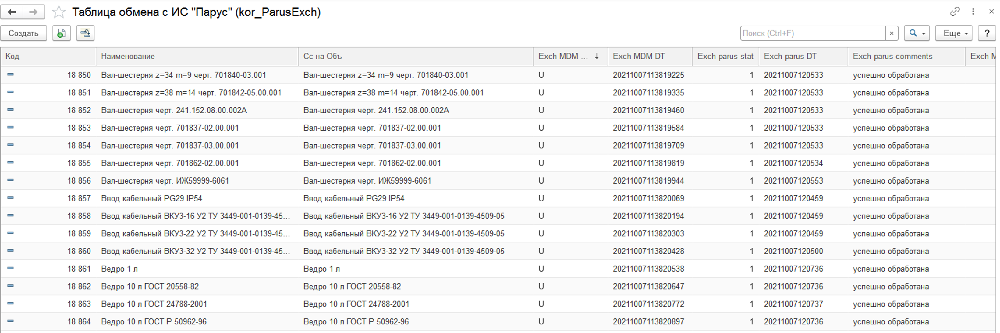 Таблица обмена с ИС "Парус" (kor_ParusExch)
Создать Поиск (Ctrl+F) × Еще ?
Код Наименование Сс на Объ Exch MDM ... ↓ Exch MDM DT Exch parus stat Exch parus DT Exch parus comments Exch M
18 850 Вал-шестерня z=34 m=9 черт. 701840-03.001 Вал-шестерня z=34 m=9 черт. 701840-03.001 U 20211007113819225 1 20211007120533 успешно обработана
18 851 Вал-шестерня z=38 m=14 черт. 701842-05.00.001 Вал-шестерня z=38 m=14 черт. 701842-05.00.001 U 20211007113819335 1 20211007120533 успешно обработана
18 852 Вал-шестерня черт. 241.152.08.00.002А Вал-шестерня черт. 241.152.08.00.002А U 20211007113819460 1 20211007120533 успешно обработана
18 853 Вал-шестерня черт. 701837-02.00.001 Вал-шестерня черт. 701837-02.00.001 U 20211007113819584 1 20211007120533 успешно обработана
18 854 Вал-шестерня черт. 701837-03.00.001 Вал-шестерня черт. 701837-03.00.001 U 20211007113819709 1 20211007120533 успешно обработана
18 855 Вал-шестерня черт. 701862-02.00.001 Вал-шестерня черт. 701862-02.00.001 U 20211007113819819 1 20211007120534 успешно обработана
18 856 Вал-шестерня черт. ИЖ59999-6061 Вал-шестерня черт. ИЖ59999-6061 U 20211007113819944 1 20211007120553 успешно обработана
18 857 Ввод кабельный PG29 IP54 Ввод кабельный PG29 IP54 U 20211007113820069 1 20211007120459 успешно обработана
18 858 Ввод кабельный ВКУ3-16 У2 ТУ 3449-001-0139-45... Ввод кабельный ВКУ3-16 У2 ТУ 3449-001-0139-4509-05 U 20211007113820194 1 20211007120459 успешно обработана
18 859 Ввод кабельный ВКУ3-22 У2 ТУ 3449-001-0139-45... Ввод кабельный ВКУ3-22 У2 ТУ 3449-001-0139-4509-05 U 20211007113820303 1 20211007120459 успешно обработана
18 860 Ввод кабельный ВКУ3-32 У2 ТУ 3449-001-0139-45... Ввод кабельный ВКУ3-32 У2 ТУ 3449-001-0139-4509-05 U 20211007113820428 1 20211007120500 успешно обработана
18 861 Ведро 1 л Ведро 1 л U 20211007113820538 1 20211007120736 успешно обработана
18 862 Ведро 10 л ГОСТ 20558-82 Ведро 10 л ГОСТ 20558-82 U 20211007113820647 1 20211007120736 успешно обработана
18 863 Ведро 10 л ГОСТ 24788-2001 Ведро 10 л ГОСТ 24788-2001 U 20211007113820772 1 20211007120737 успешно обработана
18 864 Ведро 10 л ГОСТ Р 50962-96 Ведро 10 л ГОСТ Р 50962-96 U 20211007113820897 1 20211007120736 успешно обработана